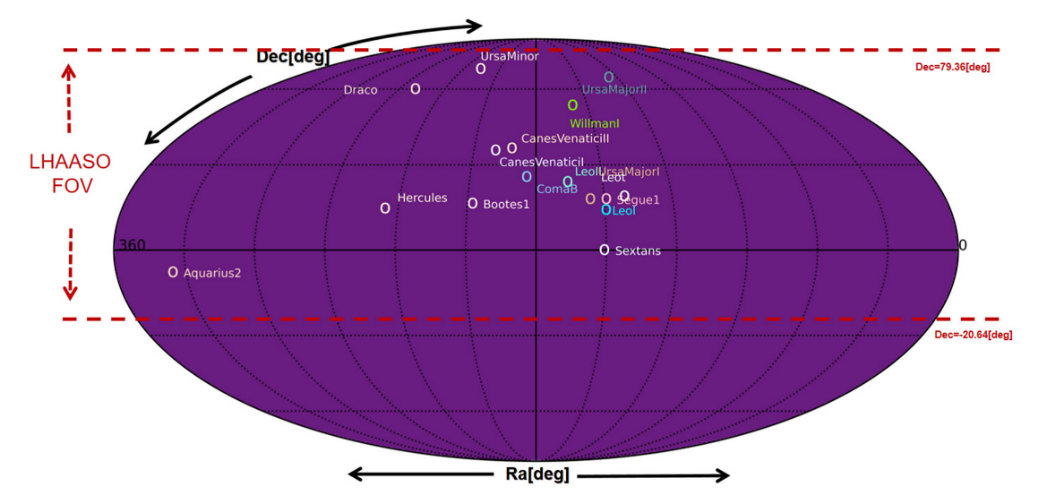 Dec[deg]
UrsaMinor
Dec=79.36[deg]
Draco
UrsaMajorII
WillmanI
LHAASO
FOV
CanesVenaticiII
CanesVenaticiI
LeoII
UrsaMajorI
LeoT
ComaB
Hercules
Bootes1
Segue1
LeoI
360
0
Sextans
Aquarius2
Dec=-20.64[deg]
Ra[deg]